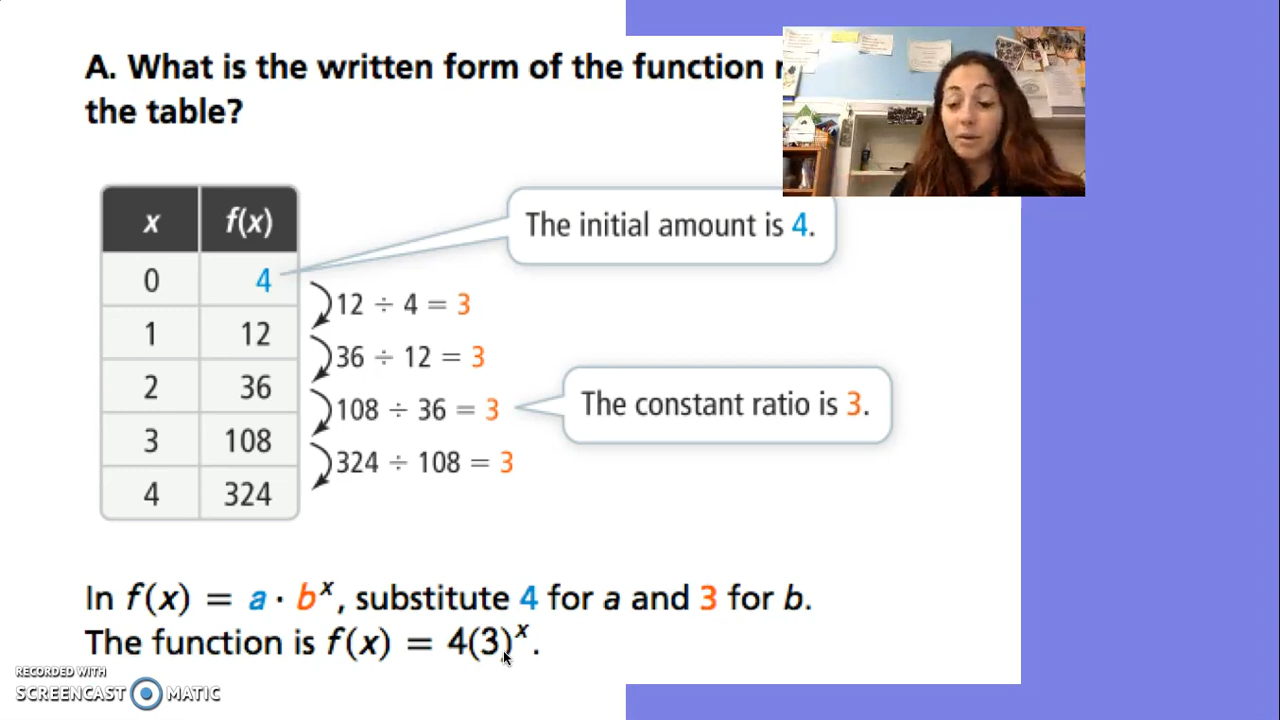 A. What is the written form of the function
the table?
x f(x)
The initial amount is 4.
0 4
12 ÷ 4 = 3
1 12
36 ÷ 12 = 3
2 36
108 ÷ 36 = 3
The constant ratio is 3.
3 108
324 ÷ 108 = 3
4 324
In f(x) = a · bˣ, substitute 4 for a and 3 for b.
The function is f(x) = 4(3)ˣ.
RECORDED WITH
SCREENCAST MATIC